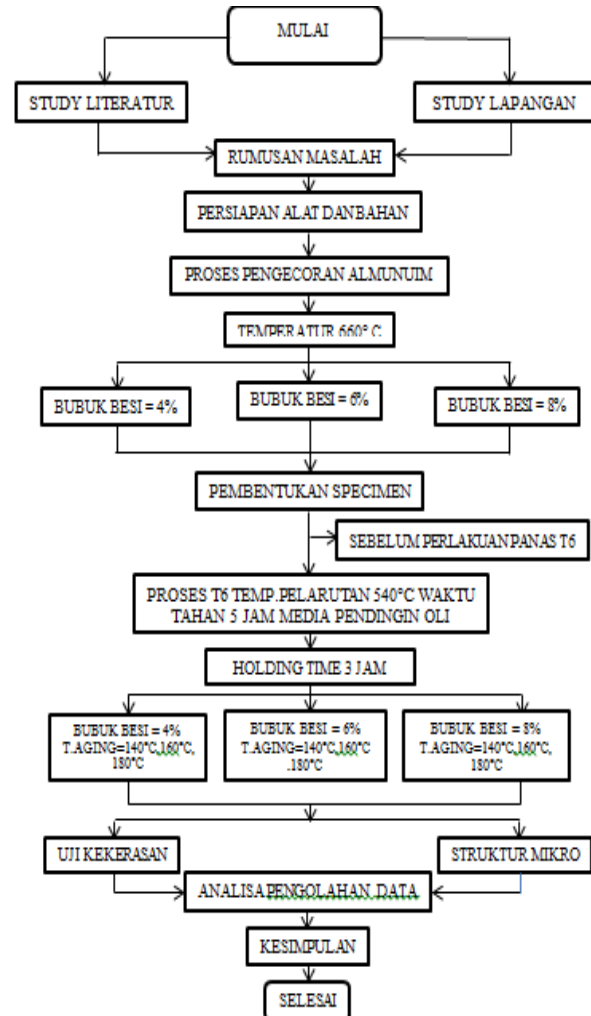 MULAI
STUDY LITERATUR
STUDY LAPANGAN
RUMUSAN MASALAH
PERSIAPAN ALAT DANBAHAN
PROSES PENGECORAN ALMUNUIM
TEMPERATUR 660° C
BUBUK BESI = 4%
BUBUK BESI = 6%
BUBUK BESI = 8%
PEMBENTUKAN SPECIMEN
SEBELUM PERLAKUAN PANAS T6
PROSES T6 TEMP.PELARUTAN 540°C WAKTU
TAHAN 5 JAM MEDIA PENDINGIN OLI
HOLDING TIME 3 JAM
BUBUK BESI = 4%
T.AGING=140°C,160°C,
180°C
BUBUK BESI = 6%
T.AGING=140°C,160°C
.180°C
BUBUK BESI = 8%
T.AGING=140°C,160°C,
180°C
UJI KEKERASAN
STRUKTUR MIKRO
ANALISA PENGOLAHAN DATA
KESIMPULAN
SELESAI